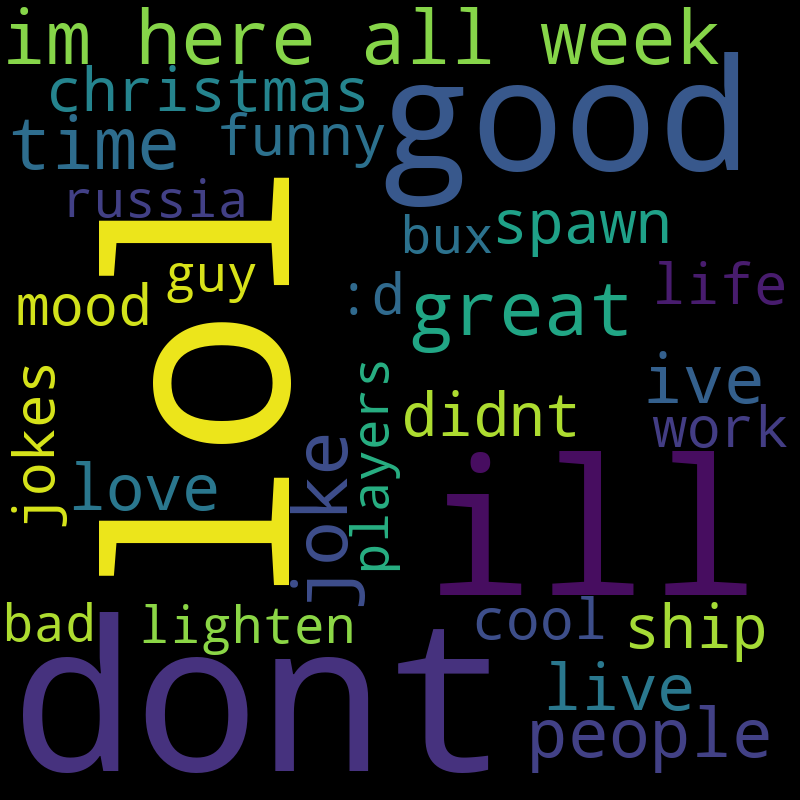 im here all week
christmas
good
time
funny
russia
lol
bux
spawn
guy
mood
:d
great
life
jokes
players
didnt
ive
work
love
joke
ill
bad
lighten
cool
ship
dont
live
people